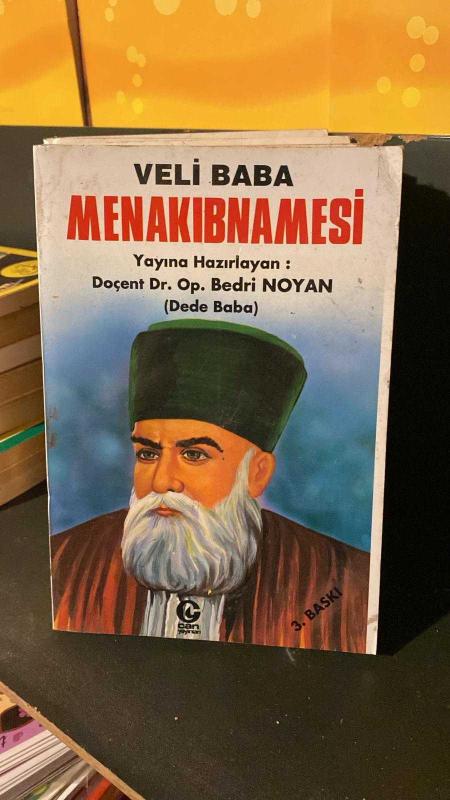 VELİ BABA
MENAKIBNAMESİ
Yayına Hazırlayan :
Doçent Dr. Op. Bedri NOYAN
(Dede Baba)
3. BASKI
can
yayınları